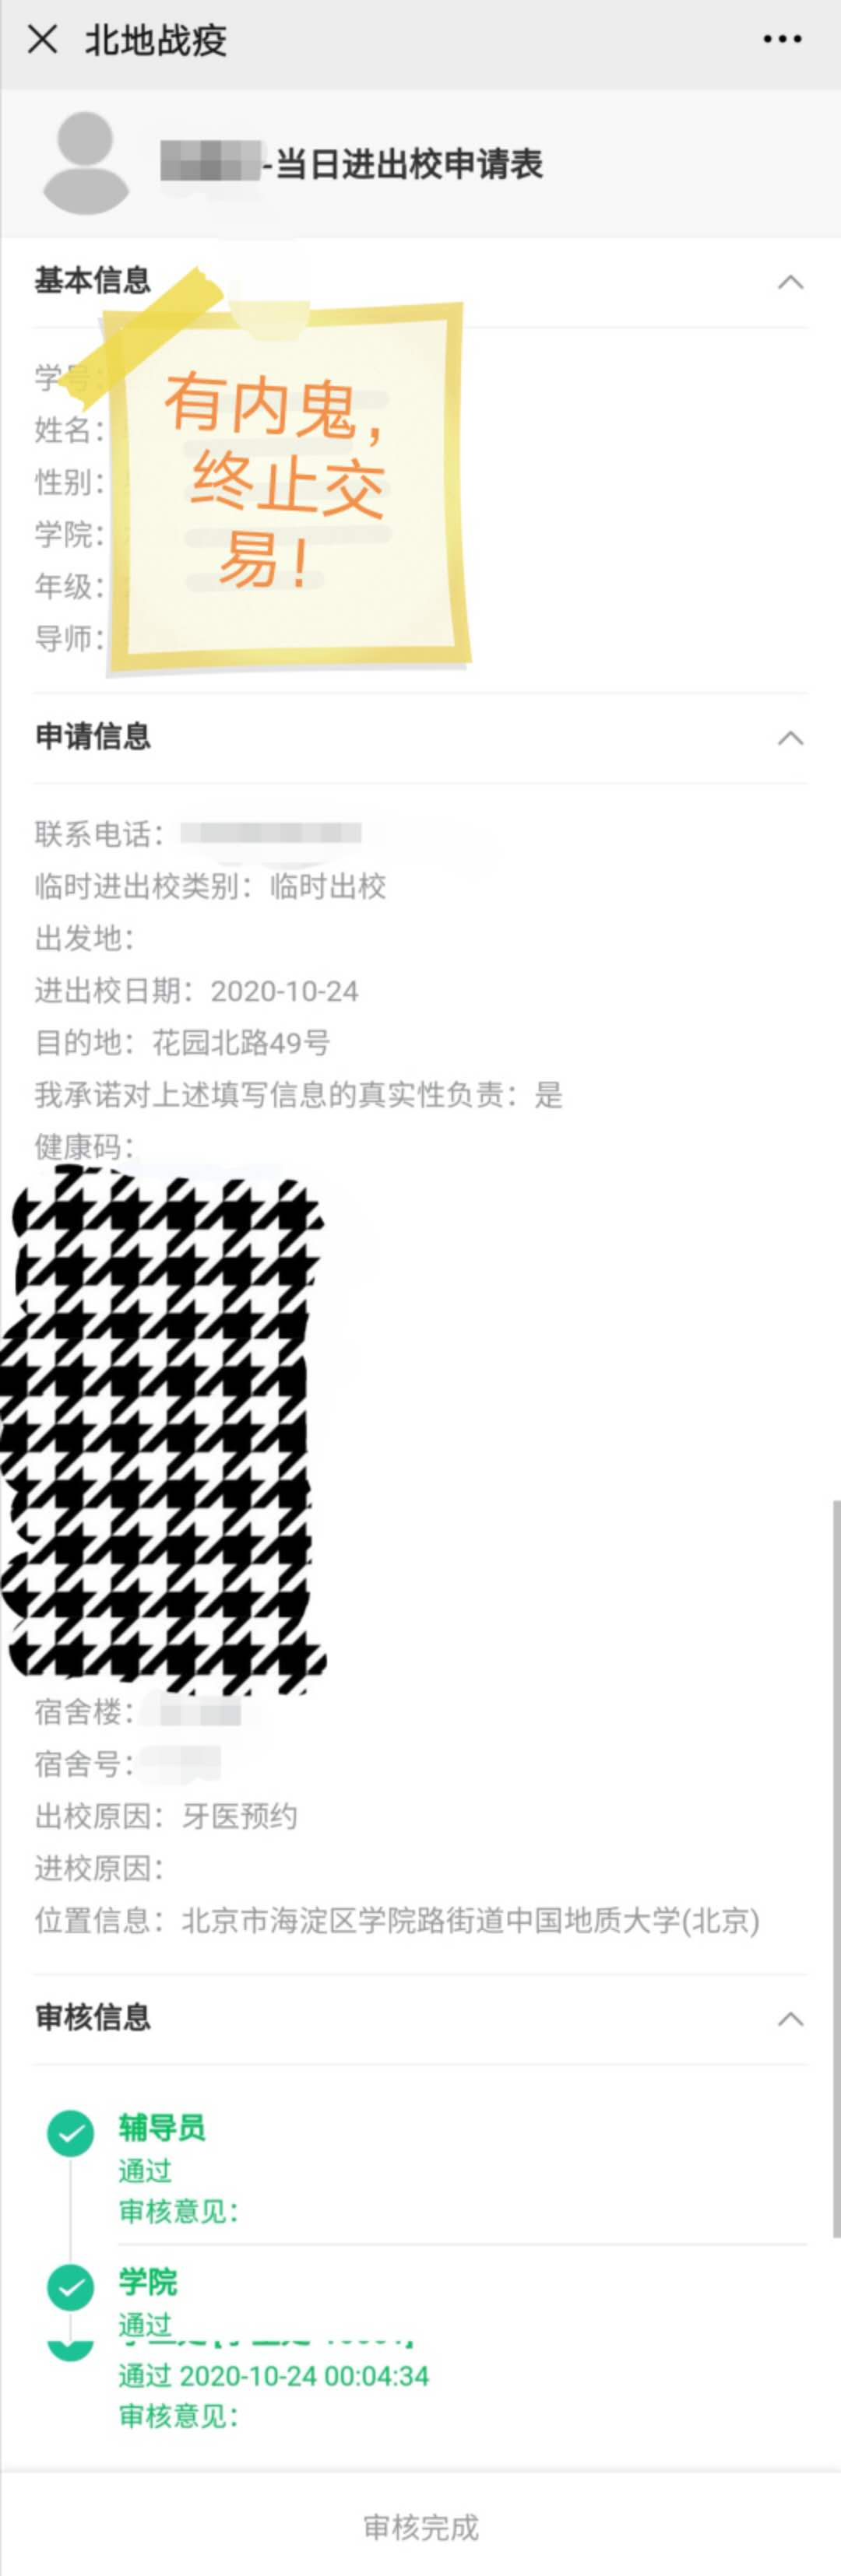 北地战疫
-当日进出校申请表
基本信息
学号：
姓名：
性别：
学院：
年级：
导师：
有内鬼，
终止交
易！
申请信息
联系电话：
临时进出校类别：临时出校
出发地：
进出校日期：2020-10-24
目的地：花园北路49号
我承诺对上述填写信息的真实性负责：是
健康码：
宿舍楼：
宿舍号：
出校原因：牙医预约
进校原因：
位置信息：北京市海淀区学院路街道中国地质大学(北京)
审核信息
辅导员
通过
审核意见：
学院
通过
通过 2020-10-24 00:04:34
审核意见：
审核完成